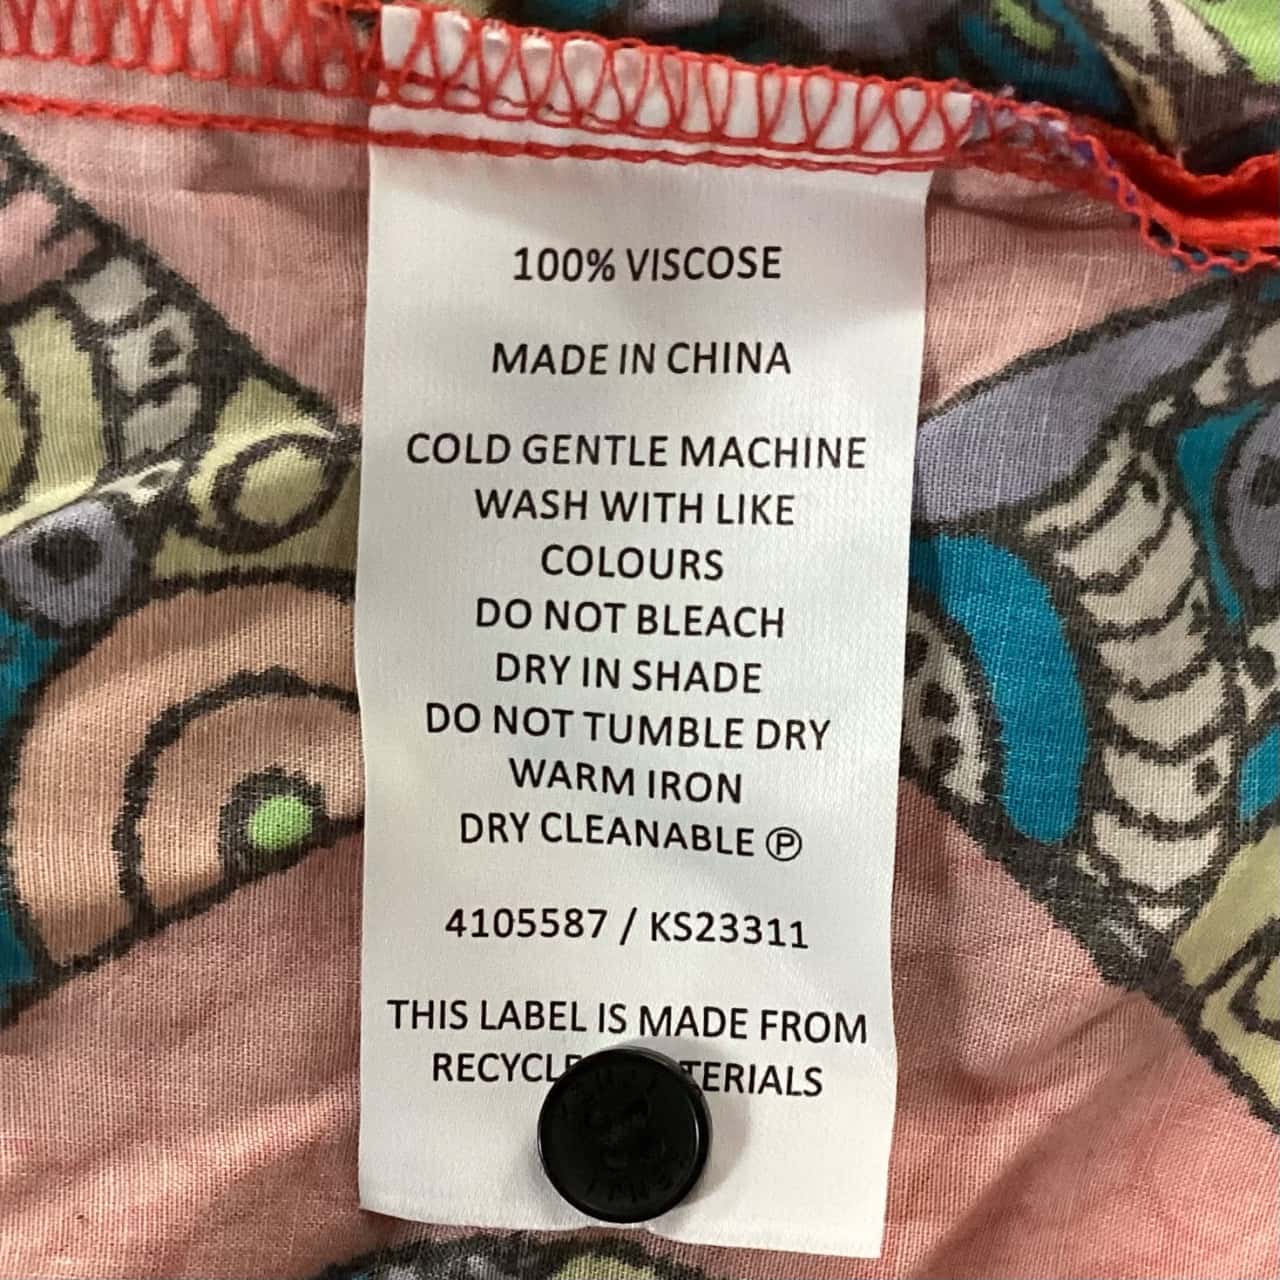 100% VISCOSE
MADE IN CHINA
COLD GENTLE MACHINE
WASH WITH LIKE
COLOURS
DO NOT BLEACH
DRY IN SHADE
DO NOT TUMBLE DRY
WARM IRON
DRY CLEANABLE Ⓟ
4105587 / KS23311
THIS LABEL IS MADE FROM